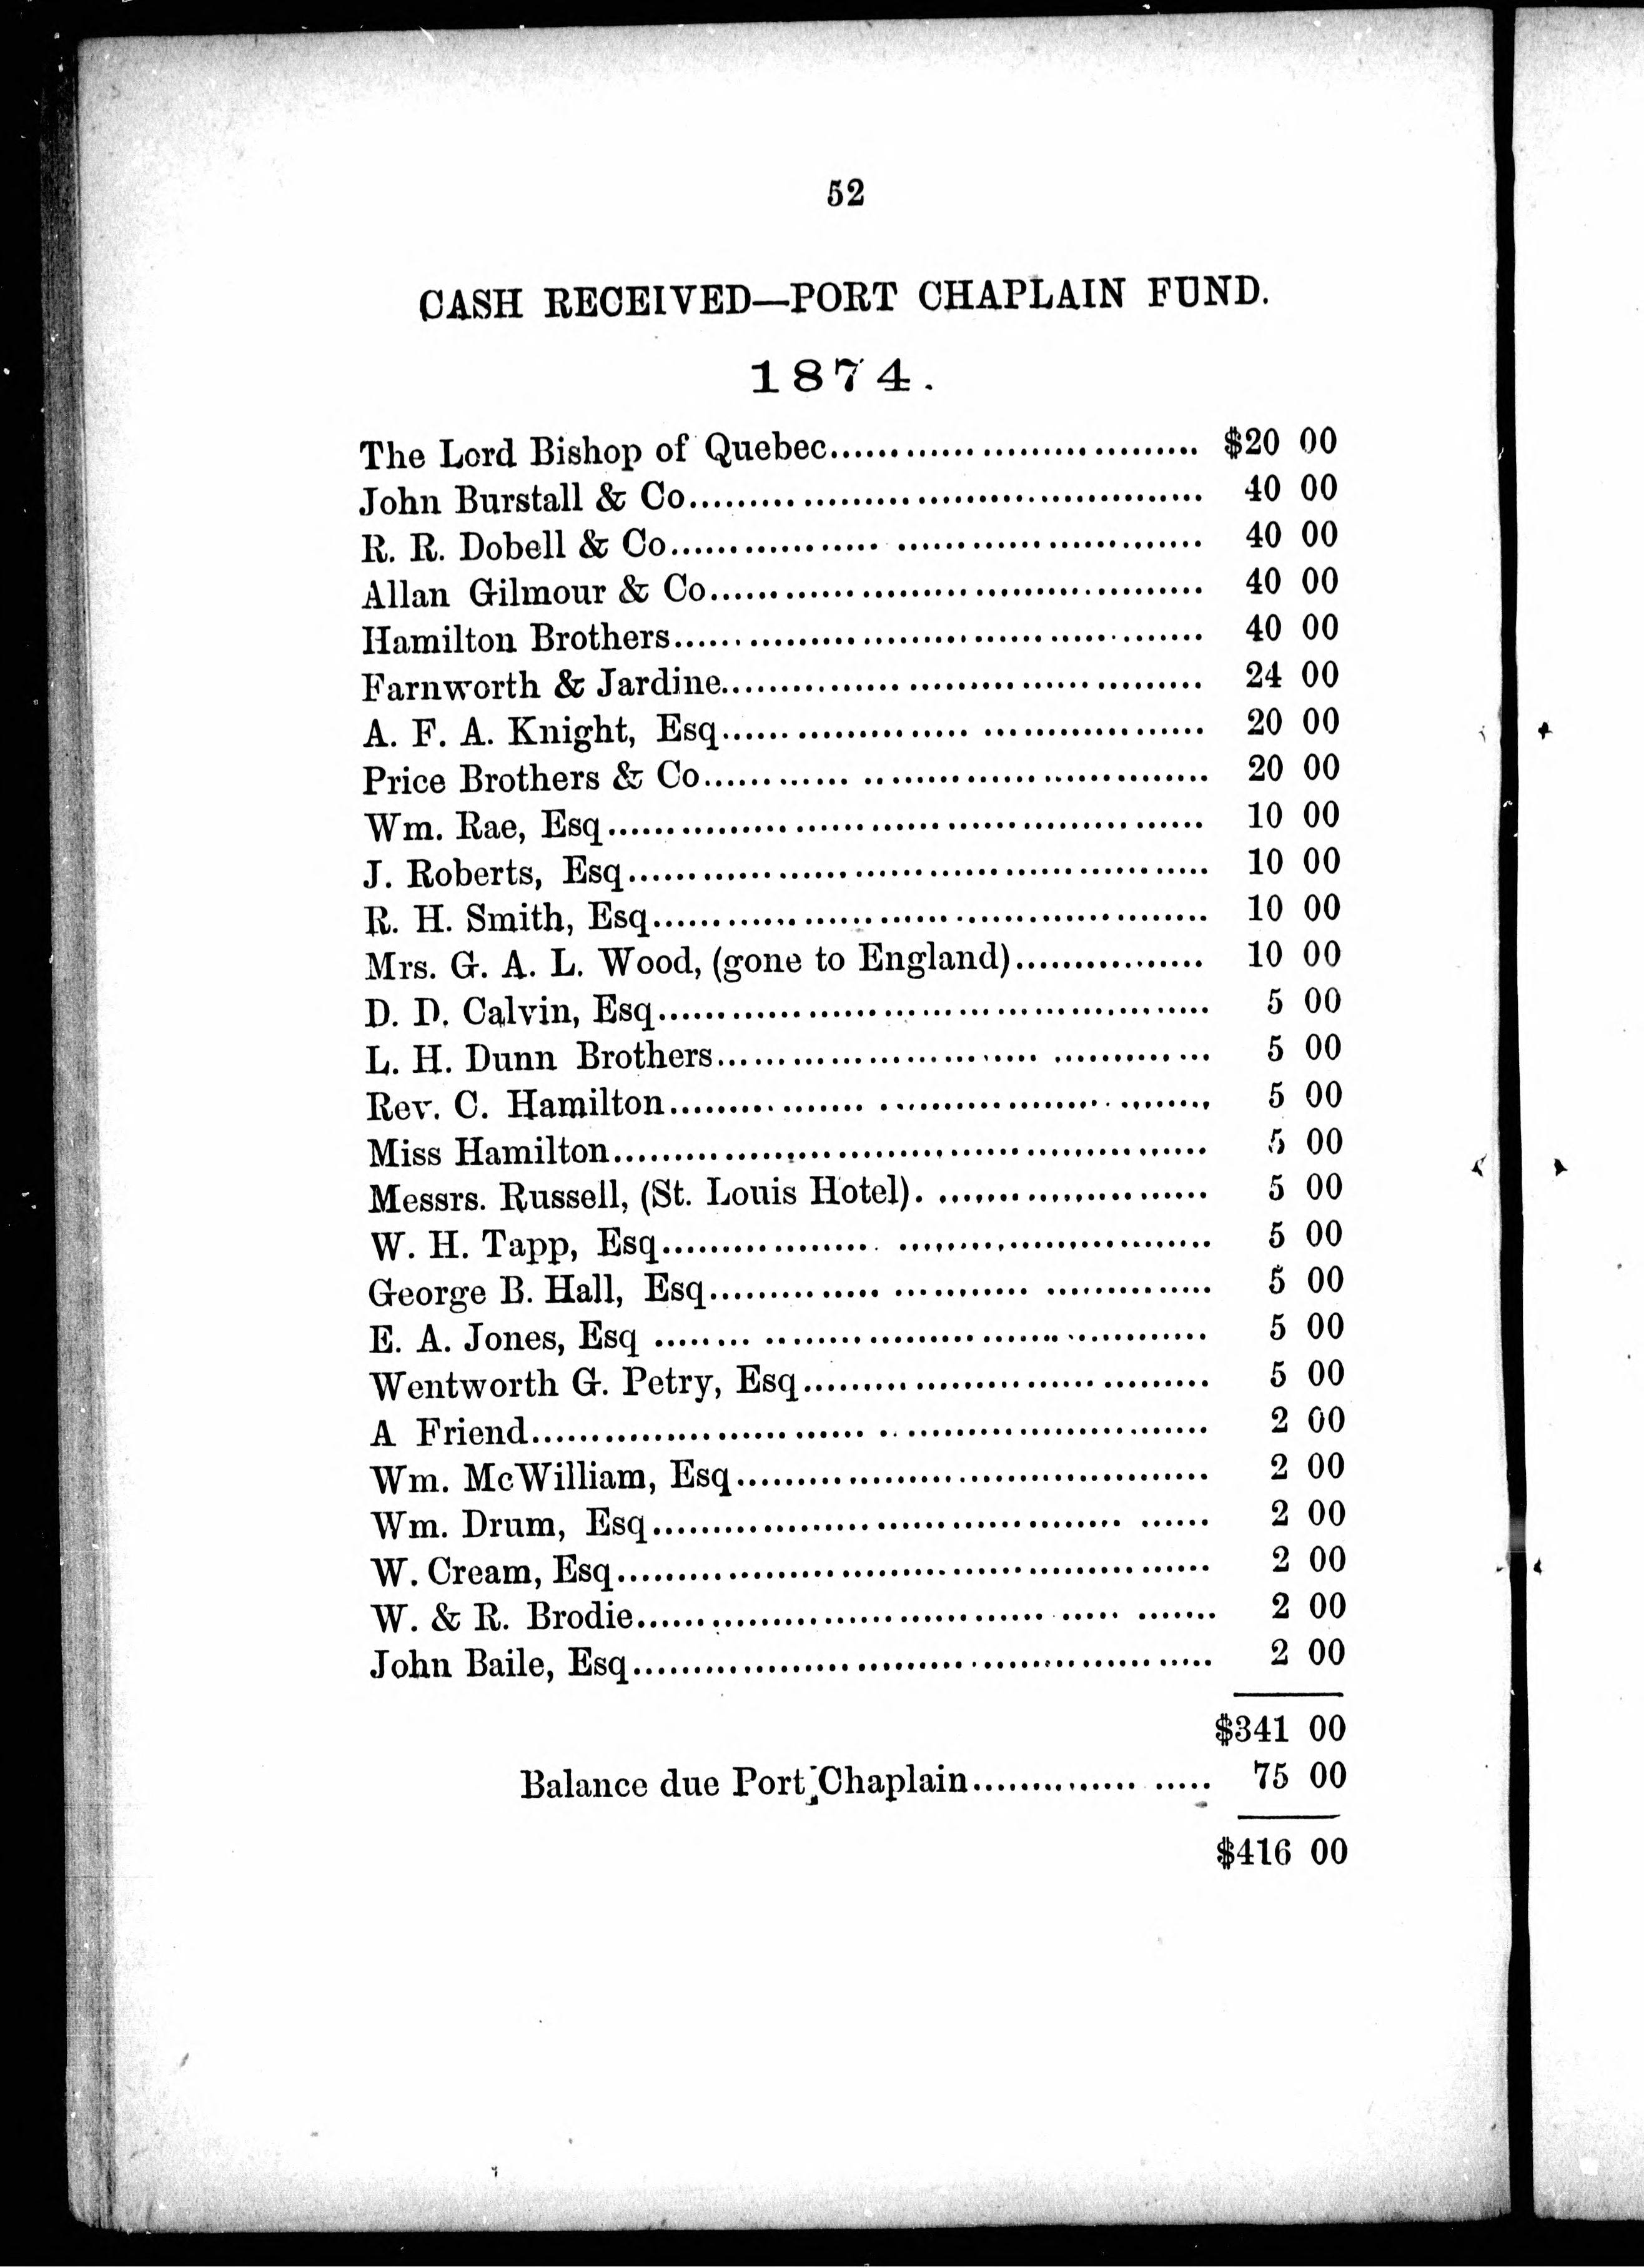 52
CASH RECEIVED—PORT CHAPLAIN FUND.
1874.
The Lord Bishop of Quebec.................................... $20 00
John Burstall & Co.................................................. 40 00
R. R. Dobell & Co.................................................... 40 00
Allan Gilmour & Co................................................. 40 00
Hamilton Brothers.................................................... 40 00
Farnworth & Jardine................................................ 24 00
A. F. A. Knight, Esq................................................ 20 00
Price Brothers & Co................................................. 20 00
Wm. Rae, Esq.......................................................... 10 00
J. Roberts, Esq........................................................ 10 00
R. H. Smith, Esq...................................................... 10 00
Mrs. G. A. L. Wood, (gone to England).................. 10 00
D. D. Calvin, Esq..................................................... 5 00
L. H. Dunn Brothers................................................ 5 00
Rev. C. Hamilton..................................................... 5 00
Miss Hamilton.......................................................... 5 00
Messrs. Russell, (St. Louis Hotel)............................ 5 00
W. H. Tapp, Esq...................................................... 5 00
George B. Hall, Esq................................................. 5 00
E. A. Jones, Esq ...................................................... 5 00
Wentworth G. Petry, Esq........................................ 5 00
A Friend.................................................................. 2 00
Wm. McWilliam, Esq.............................................. 2 00
Wm. Drum, Esq....................................................... 2 00
W. Cream, Esq......................................................... 2 00
W. & R. Brodie........................................................ 2 00
John Baile, Esq........................................................ 2 00
$341 00
Balance due Port Chaplain...................... 75 00
$416 00